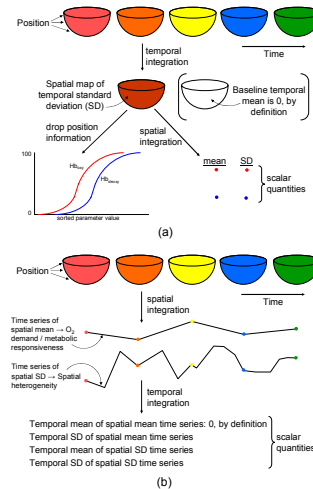 Position
Time
temporal
integration
Spatial map of
temporal standard
deviation (SD)
Baseline temporal
mean is 0, by
definition
drop position
information
spatial
integration
100
Hboxy
Hbdeoxy
0
sorted parameter value
mean SD
scalar
quantities
(a)
Position
Time
spatial
integration
Time series of
spatial mean → O2
demand / metabolic
responsiveness
Time series of
spatial SD → Spatial
heterogeneity
temporal
integration
Temporal mean of spatial mean time series: 0, by definition
Temporal SD of spatial mean time series
Temporal mean of spatial SD time series
Temporal SD of spatial SD time series
scalar
quantities
(b)